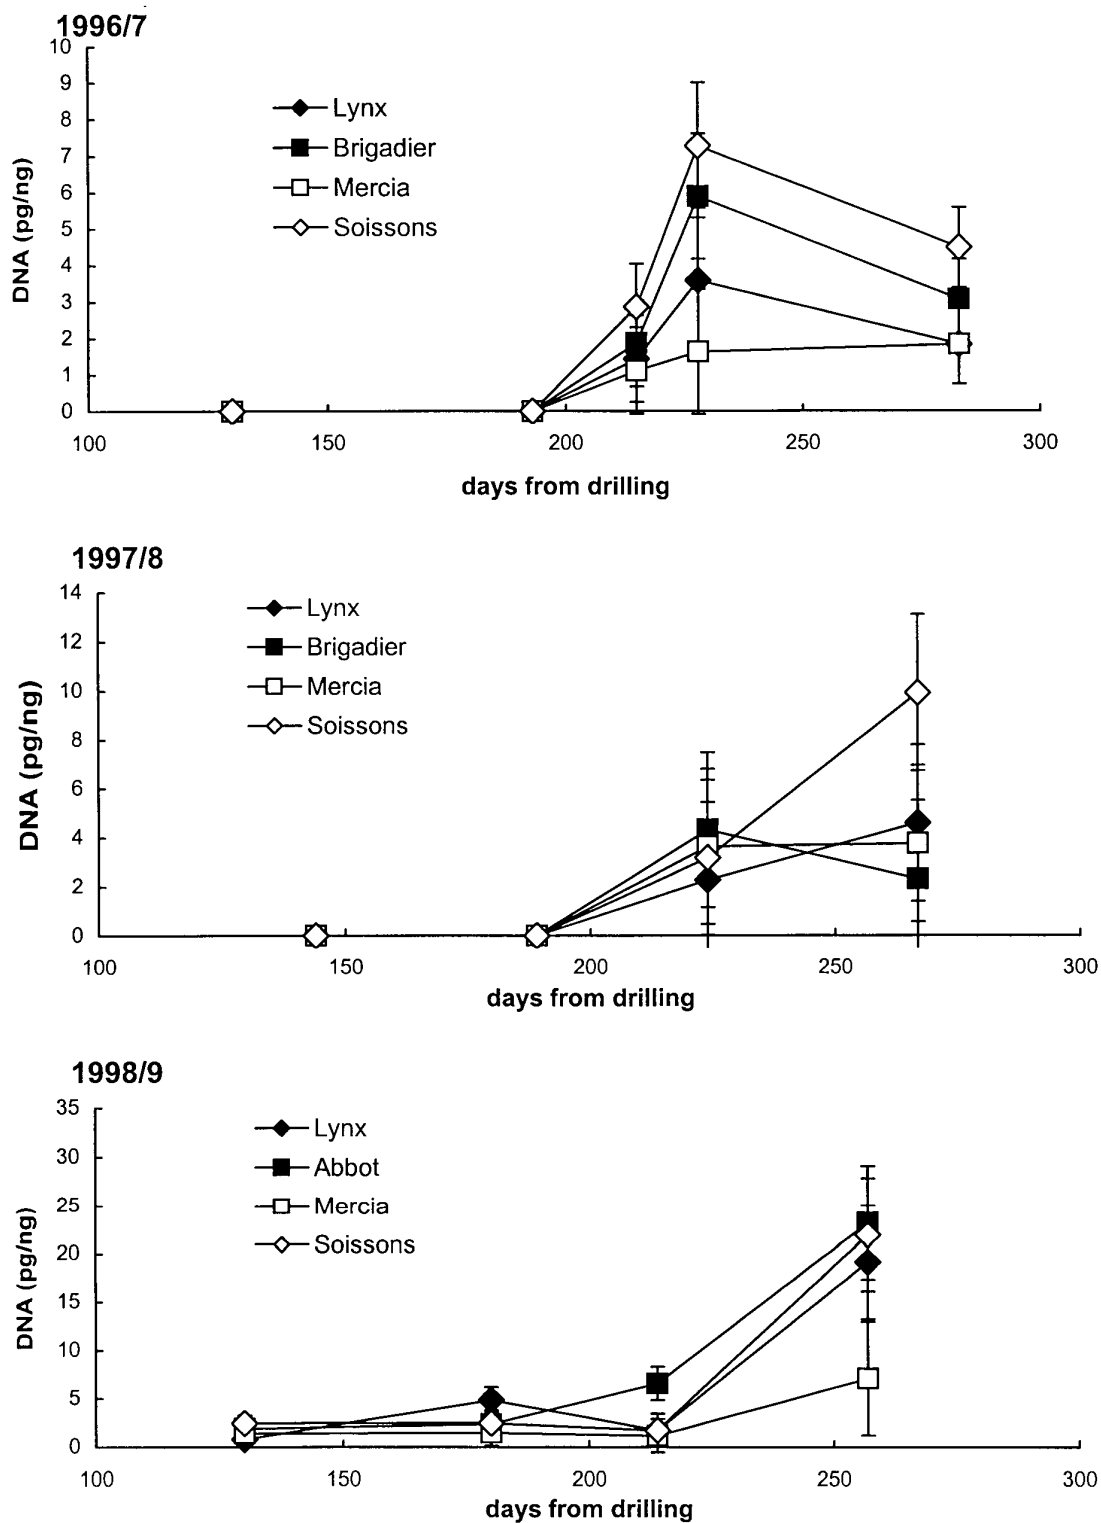 1996/7
10
9
8
7
6
5
4
3
2
1
0
DNA (pg/ng)
Lynx
Brigadier
Mercia
Soissons
100 150 200 250 300
days from drilling
1997/8
14
12
10
8
6
4
2
0
DNA (pg/ng)
Lynx
Brigadier
Mercia
Soissons
100 150 200 250 300
days from drilling
1998/9
35
30
25
20
15
10
5
0
DNA (pg/ng)
Lynx
Abbot
Mercia
Soissons
100 150 200 250 300
days from drilling